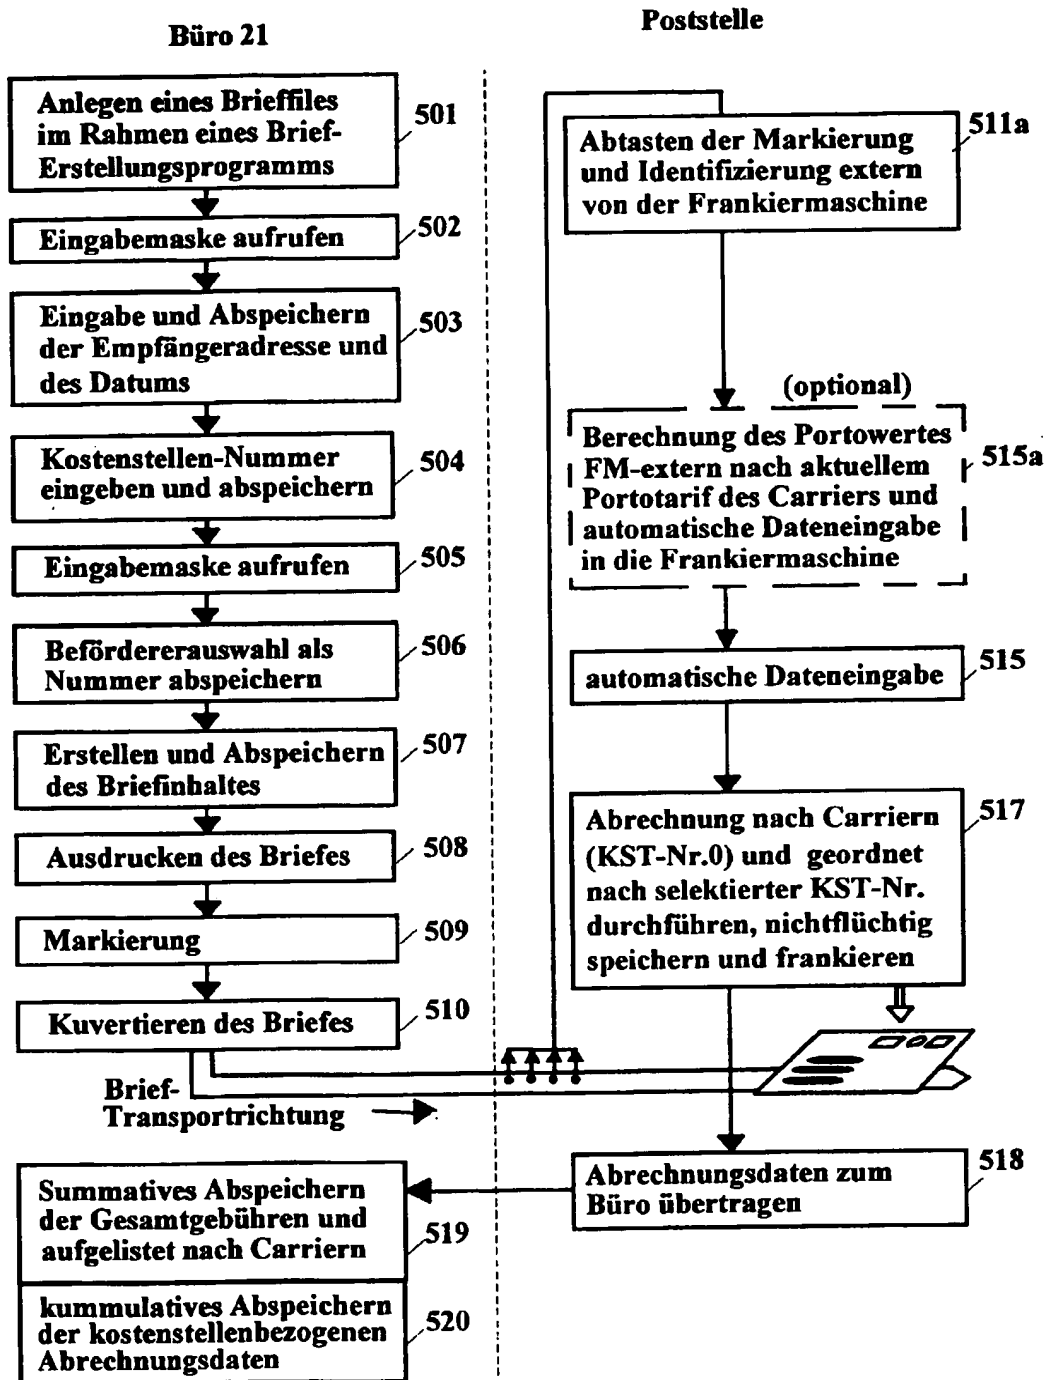 Büro 21
Anlegen eines Brieffiles
im Rahmen eines Brief-
Erstellungsprogramms
501
Eingabemaske aufrufen
502
Eingabe und Abspeichern
der Empfängeradresse und
des Datums
503
Kostenstellen-Nummer
eingeben und abspeichern
504
Eingabemaske aufrufen
505
Befördererauswahl als
Nummer abspeichern
506
Erstellen und Abspeichern
des Briefinhaltes
507
Ausdrucken des Briefes
508
Markierung
509
Kuvertieren des Briefes
510
Brief-
Transportrichtung
Summatives Abspeichern
der Gesamtgebühren und
aufgelistet nach Carriern
519
kummulatives Abspeichern
der kostenstellenbezogenen
Abrechnungsdaten
520
Poststelle
Abtasten der Markierung
und Identifizierung extern
von der Frankiermaschine
511a
(optional)
Berechnung des Portowertes
FM-extern nach aktuellem
Portotarif des Carriers und
automatische Dateneingabe
in die Frankiermaschine
515a
automatische Dateneingabe
515
Abrechnung nach Carriern
(KST-Nr.0) und geordnet
nach selektierter KST-Nr.
durchführen, nichtflüchtig
speichern und frankieren
517
Abrechnungsdaten zum
Büro übertragen
518